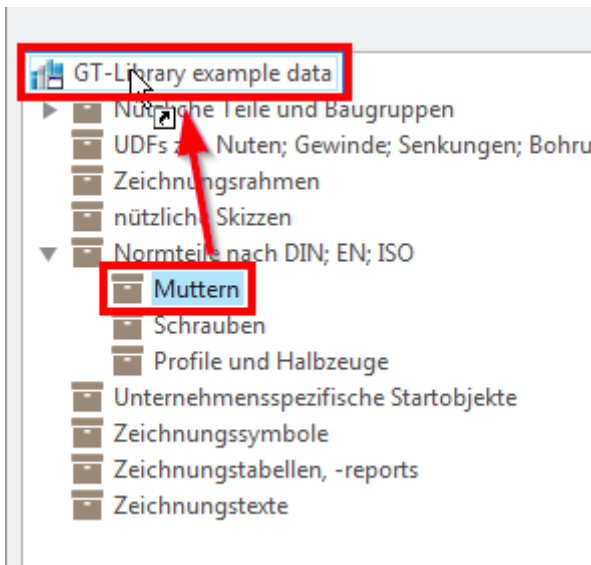 GT-Library example data
Nützliche Teile und Baugruppen
UDFs Nuten; Gewinde; Senkungen; Bohru
Zeichnungsrahmen
nützliche Skizzen
Normteile nach DIN; EN; ISO
Muttern
Schrauben
Profile und Halbzeuge
Unternehmensspezifische Startobjekte
Zeichnungssymbole
Zeichnungstabellen, -reports
Zeichnungstexte